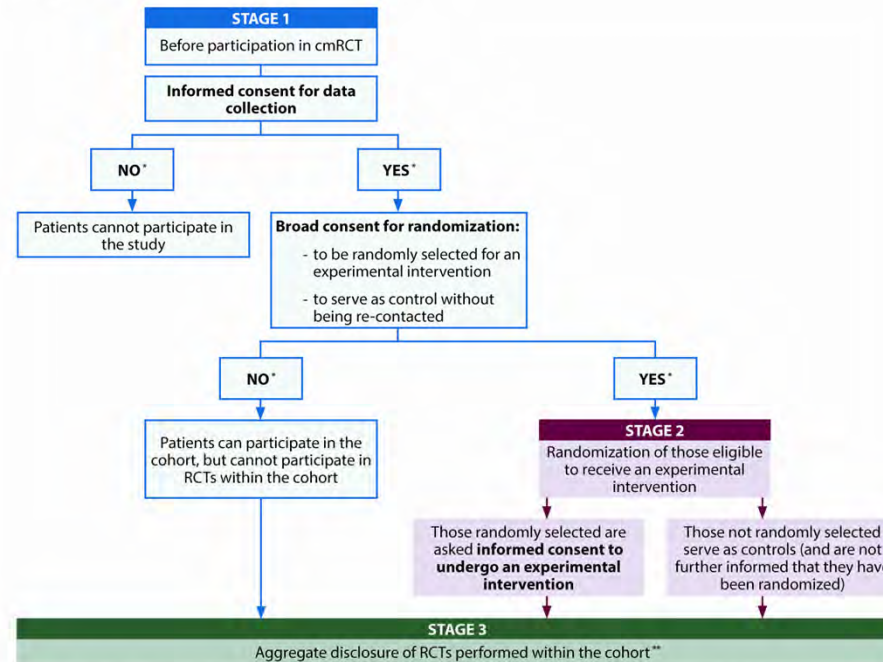 STAGE 1
Before participation in cmRCT
Informed consent for data
collection
NO*
YES*
Patients cannot participate in
the study
Broad consent for randomization:
- to be randomly selected for an
experimental intervention
- to serve as control without
being re-contacted
NO*
YES*
Patients can participate in the
cohort, but cannot participate in
RCTs within the cohort
STAGE 2
Randomization of those eligible
to receive an experimental
intervention
Those randomly selected are
asked informed consent to
undergo an experimental
intervention
Those not randomly selected
serve as controls (and are not
further informed that they have
been randomized)
STAGE 3
Aggregate disclosure of RCTs performed within the cohort**